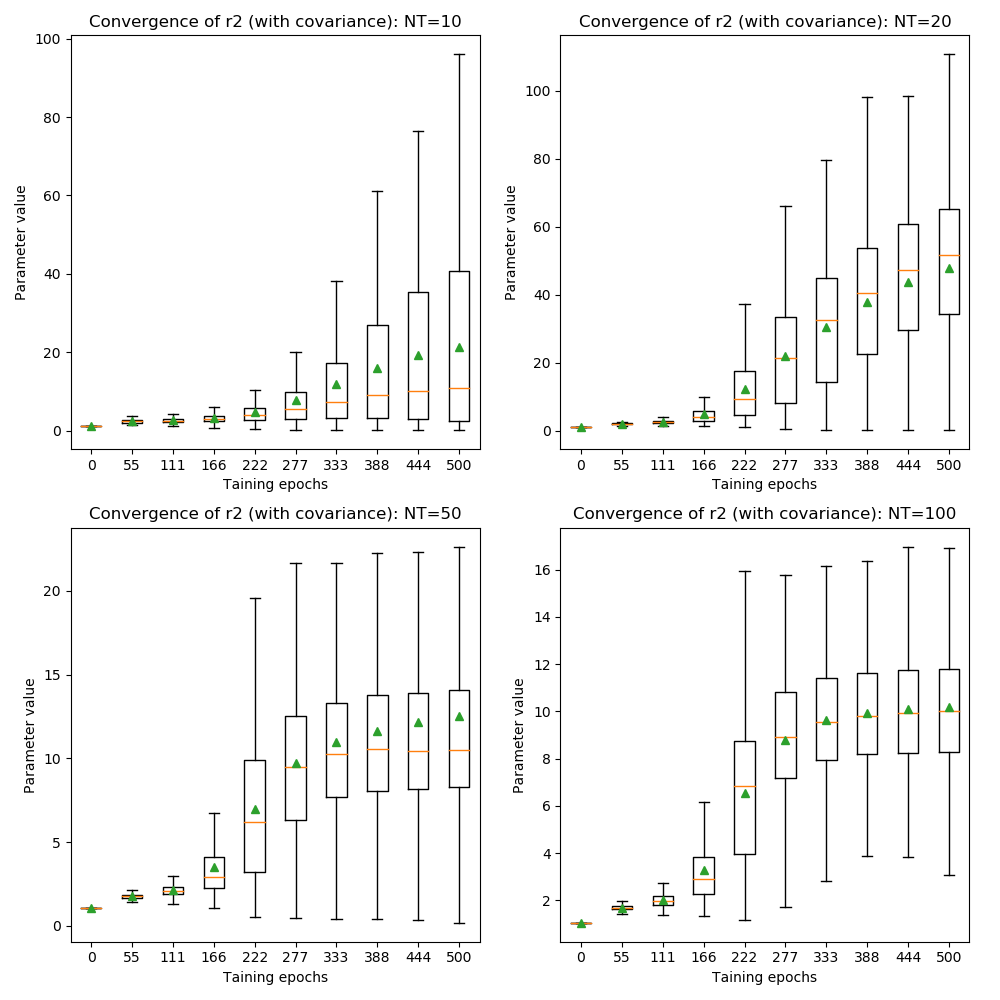 Convergence of r2 (with covariance): NT=10
100
80
60
40
20
0
Parameter value
0 55 111 166 222 277 333 388 444 500
Taining epochs
Convergence of r2 (with covariance): NT=20
100
80
60
40
20
0
Parameter value
0 55 111 166 222 277 333 388 444 500
Taining epochs
Convergence of r2 (with covariance): NT=50
20
15
10
5
0
Parameter value
0 55 111 166 222 277 333 388 444 500
Taining epochs
Convergence of r2 (with covariance): NT=100
16
14
12
10
8
6
4
2
Parameter value
0 55 111 166 222 277 333 388 444 500
Taining epochs